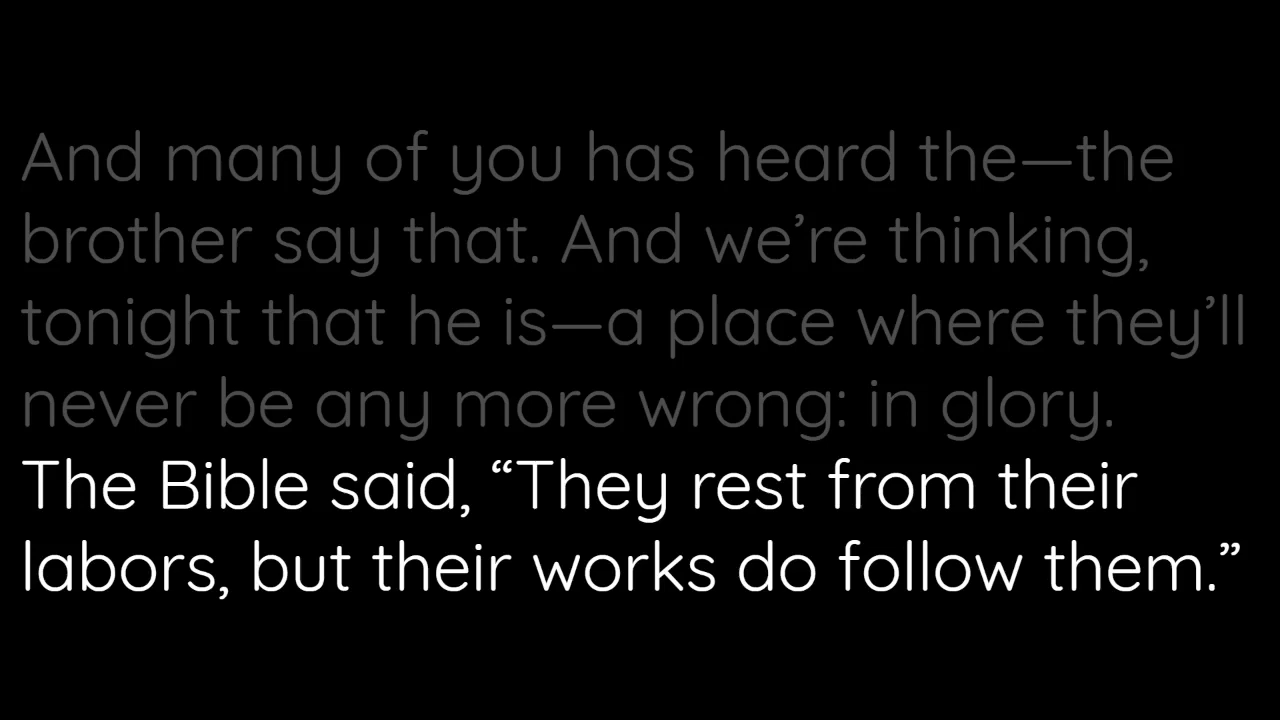 And many of you has heard the—the
brother say that. And we’re thinking,
tonight that he is—a place where they’ll
never be any more wrong: in glory.
The Bible said, “They rest from their
labors, but their works do follow them.”